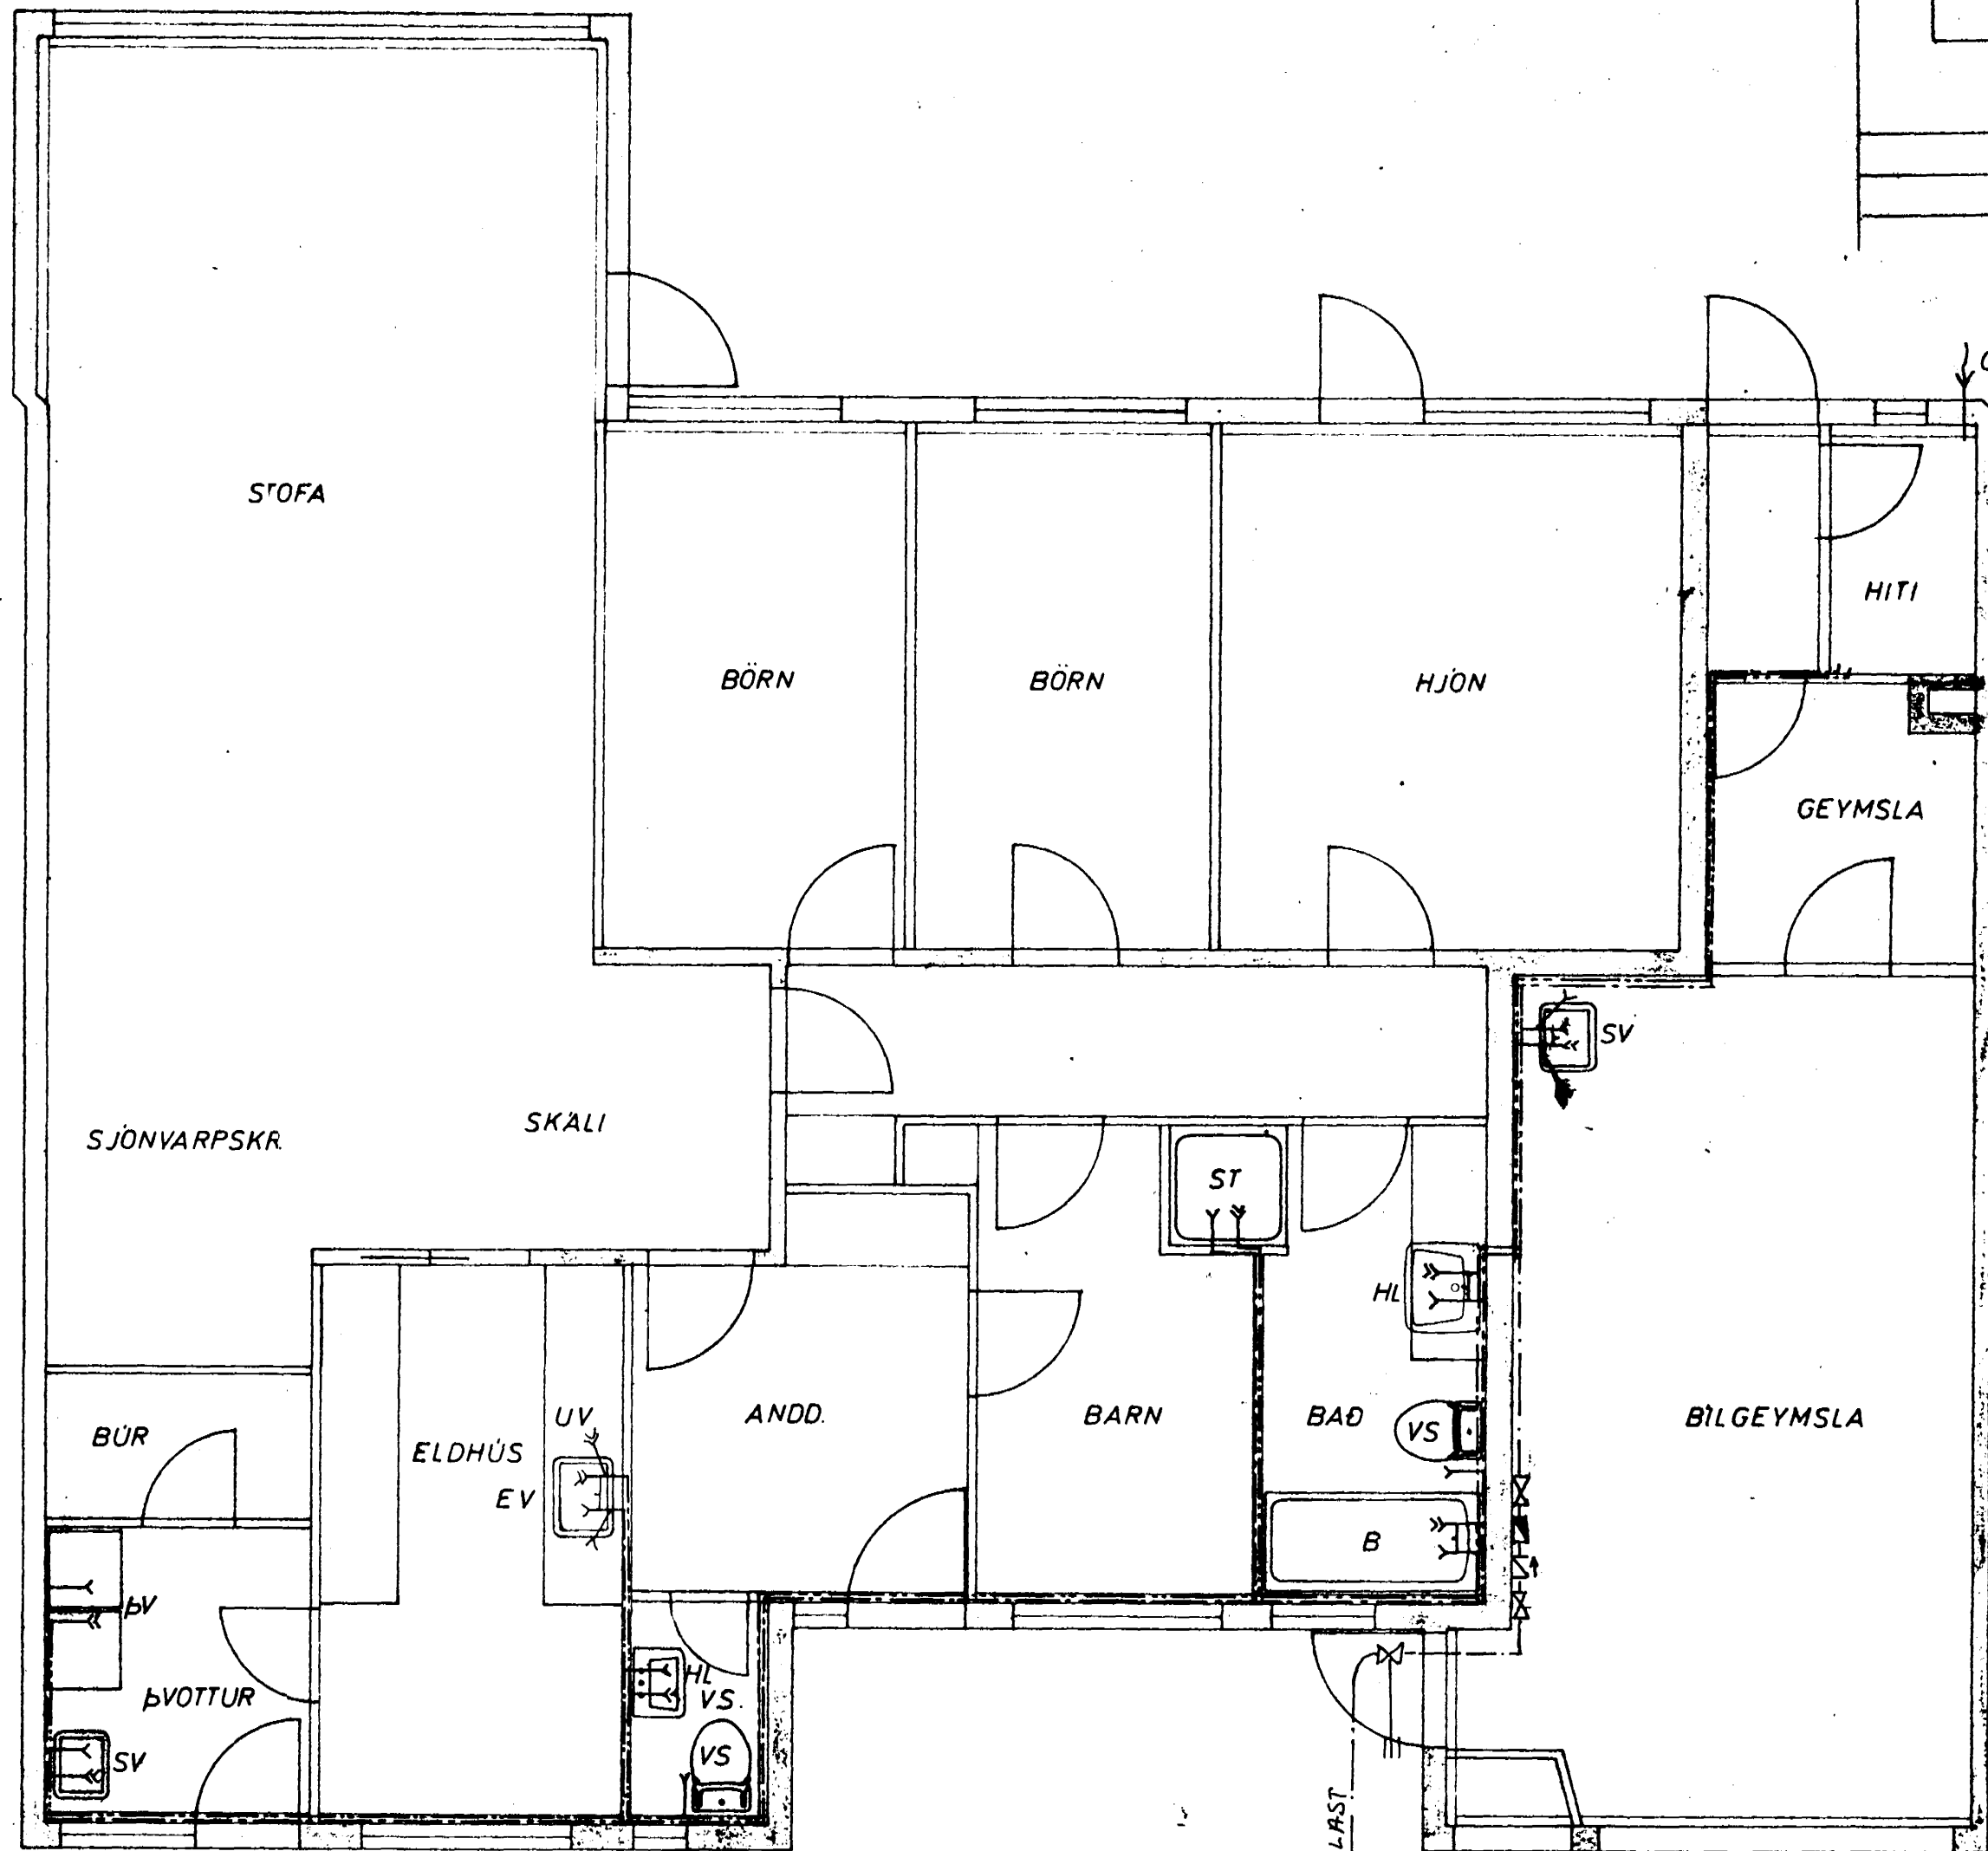 STOFA
HITI
BÖRN
BÖRN
HJÓN
GEYMSLA
SV
SJÓNVARPSKR.
SKÁLI
ST
HL
BÚR
ELDHÚS
UV
EV
ANDD.
BARN
BAÐ
VS
BÍLGEYMSLA
B
ÞV
ÞVOTTUR
HL
VS.
VS
SV
LAST